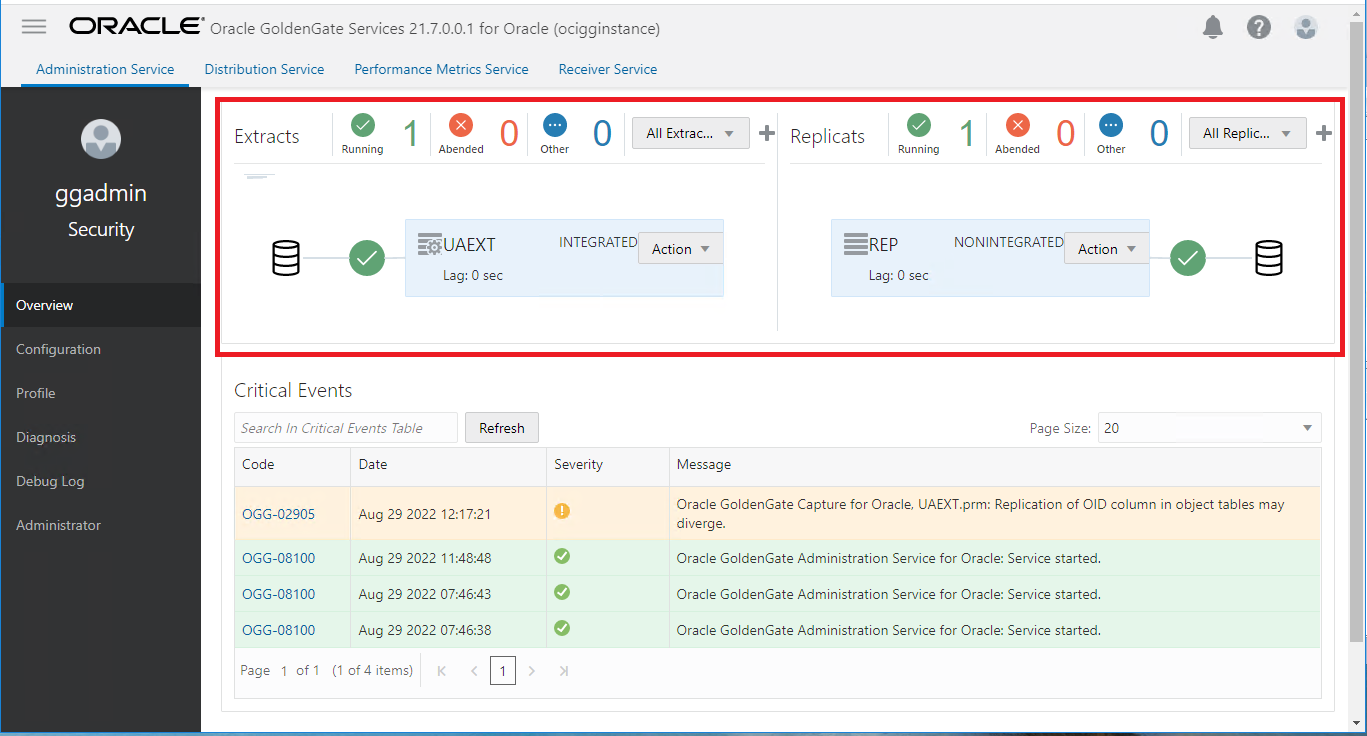 ORACLE® Oracle GoldenGate Services 21.7.0.0.1 for Oracle (ocigginstance)
Administration Service Distribution Service Performance Metrics Service Receiver Service
ggadmin
Security
Overview
Configuration
Profile
Diagnosis
Debug Log
Administrator
Extracts Running 1 Abended 0 Other 0 All Extrac...
Replicats Running 1 Abended 0 Other 0 All Replic...
UAEXT INTEGRATED Action
Lag: 0 sec
REP NONINTEGRATED Action
Lag: 0 sec
Critical Events
Search In Critical Events Table Refresh Page Size: 20
Code Date Severity Message
OGG-02905 Aug 29 2022 12:17:21 Oracle GoldenGate Capture for Oracle, UAEXT.prm: Replication of OID column in object tables may
diverge.
OGG-08100 Aug 29 2022 11:48:48 Oracle GoldenGate Administration Service for Oracle: Service started.
OGG-08100 Aug 29 2022 07:46:43 Oracle GoldenGate Administration Service for Oracle: Service started.
OGG-08100 Aug 29 2022 07:46:38 Oracle GoldenGate Administration Service for Oracle: Service started.
Page 1 of 1 (1 of 4 items) 1